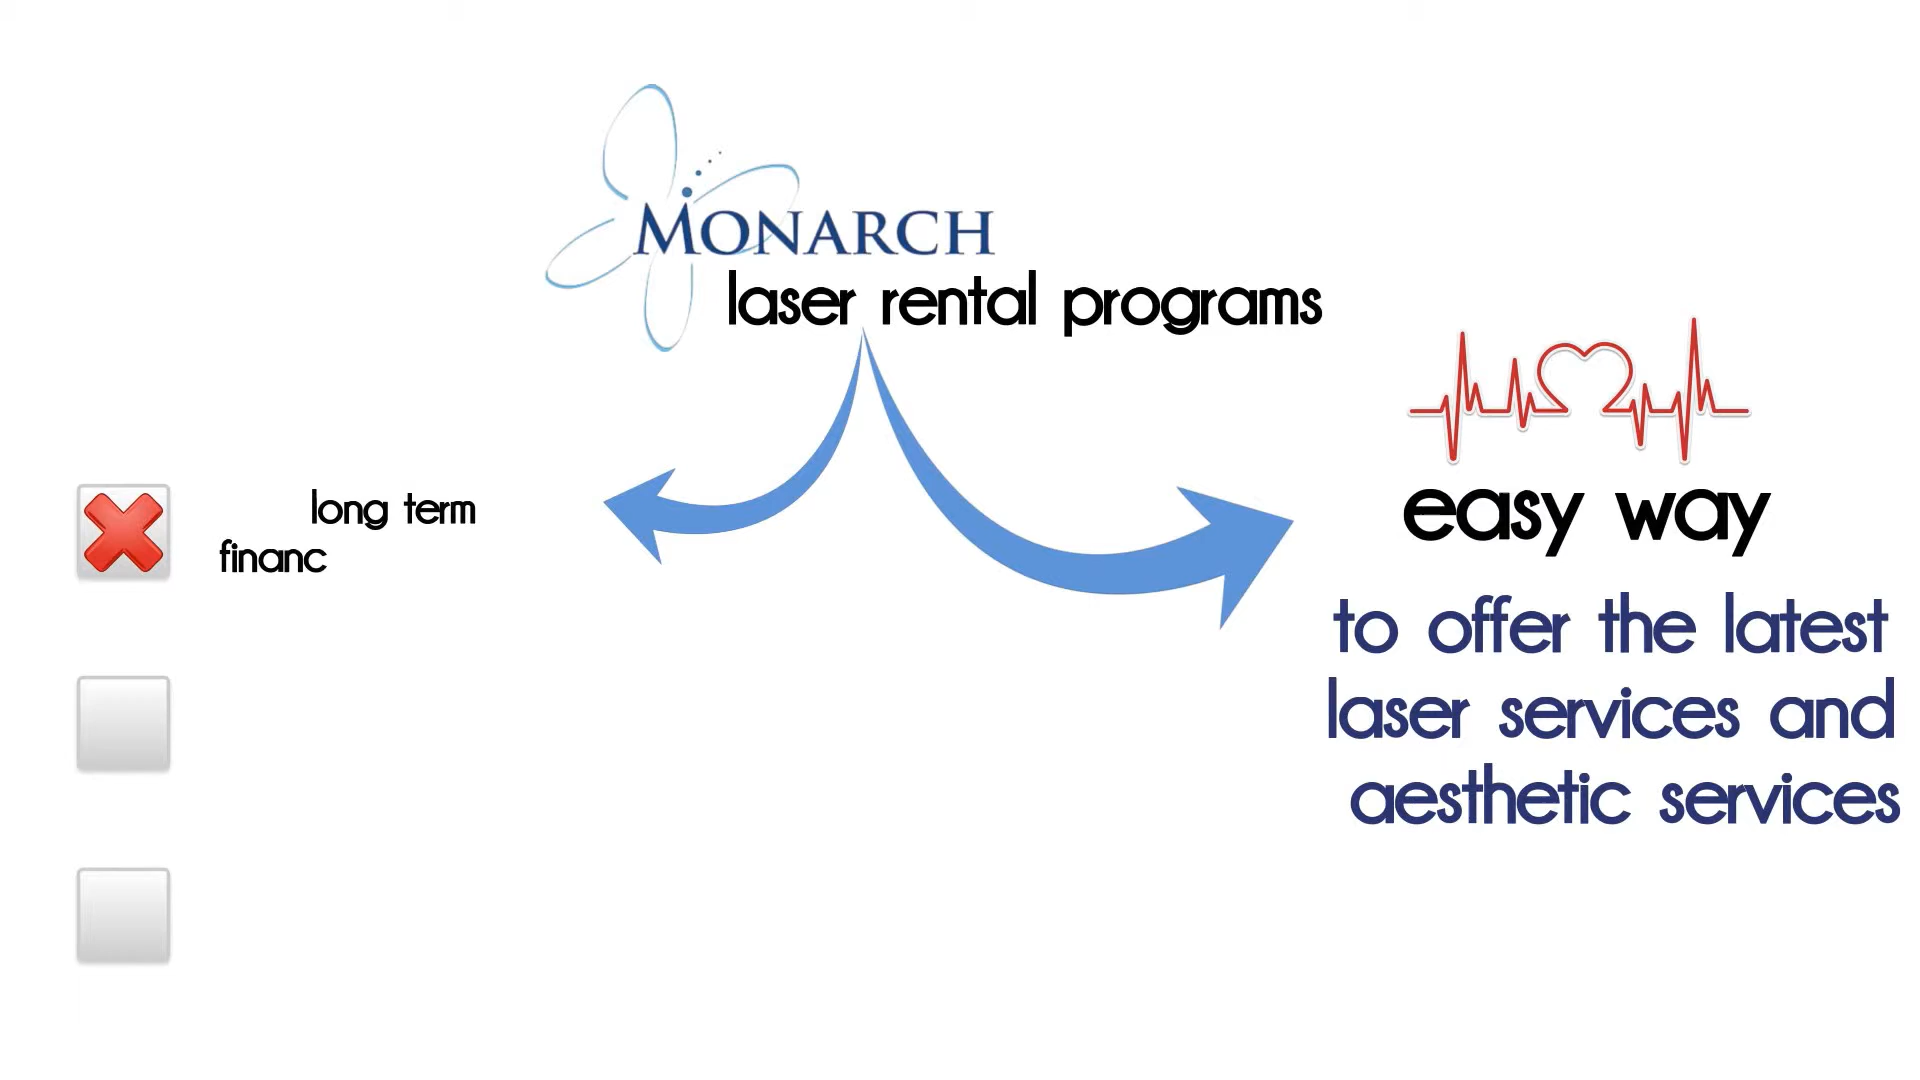 MONARCH
laser rental programs
long term
financ
easy way
to offer the latest
laser services and
aesthetic services